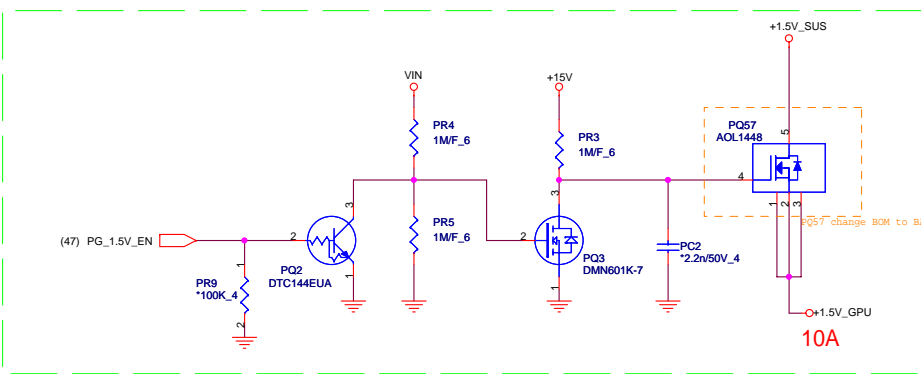 +1.5V_SUS
VIN
+15V
PQ57
AOL1448
5
PR4
1M/F_6
PR3
1M/F_6
4
3
3
1
2
3
PQ57 change BOM to BA
(47) PG_1.5V_EN
2
PR5
1M/F_6
2
1
PQ2
DTC144EUA
1
PQ3
DMN601K-7
1
PC2
*2.2n/50V_4
PR9
*100K_4
2
+1.5V_GPU
10A